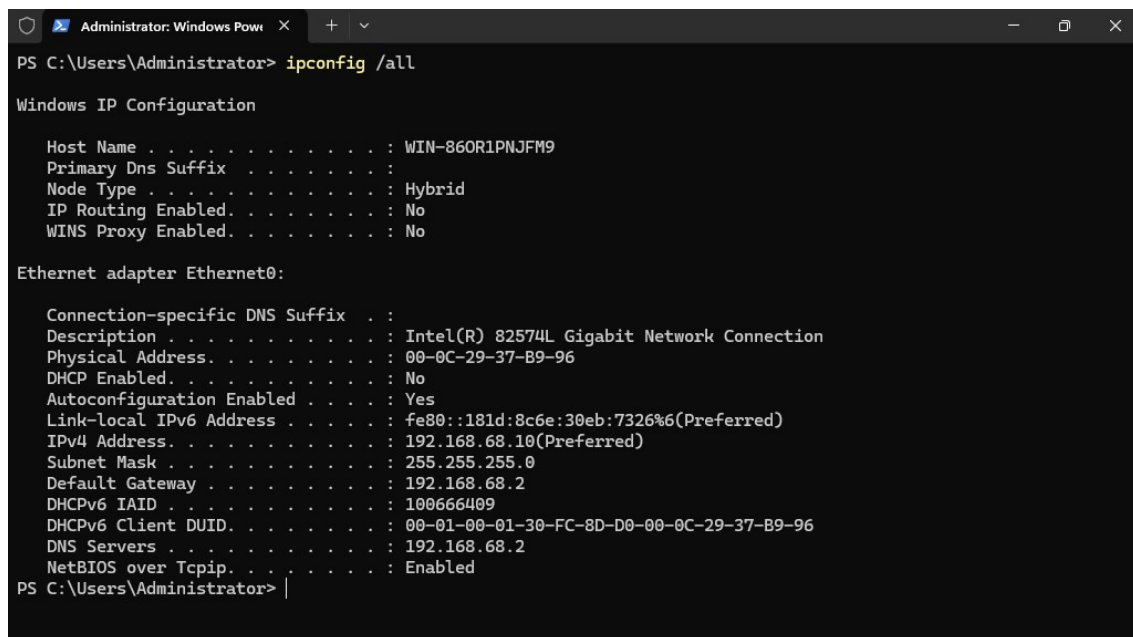 Administrator: Windows Powe
PS C:\Users\Administrator> ipconfig /all
Windows IP Configuration
Host Name . . . . . . . . . . . . : WIN-86OR1PNJFM9
Primary Dns Suffix  . . . . . . . :
Node Type . . . . . . . . . . . . : Hybrid
IP Routing Enabled. . . . . . . . : No
WINS Proxy Enabled. . . . . . . . : No
Ethernet adapter Ethernet0:
Connection-specific DNS Suffix  . :
Description . . . . . . . . . . . : Intel(R) 82574L Gigabit Network Connection
Physical Address. . . . . . . . . : 00-0C-29-37-B9-96
DHCP Enabled. . . . . . . . . . . : No
Autoconfiguration Enabled . . . . : Yes
Link-local IPv6 Address . . . . . : fe80::181d:8c6e:30eb:7326%6(Preferred)
IPv4 Address. . . . . . . . . . . : 192.168.68.10(Preferred)
Subnet Mask . . . . . . . . . . . : 255.255.255.0
Default Gateway . . . . . . . . . : 192.168.68.2
DHCPv6 IAID . . . . . . . . . . . : 100666409
DHCPv6 Client DUID. . . . . . . . : 00-01-00-01-30-FC-8D-D0-00-0C-29-37-B9-96
DNS Servers . . . . . . . . . . . : 192.168.68.2
NetBIOS over Tcpip. . . . . . . . : Enabled
PS C:\Users\Administrator>